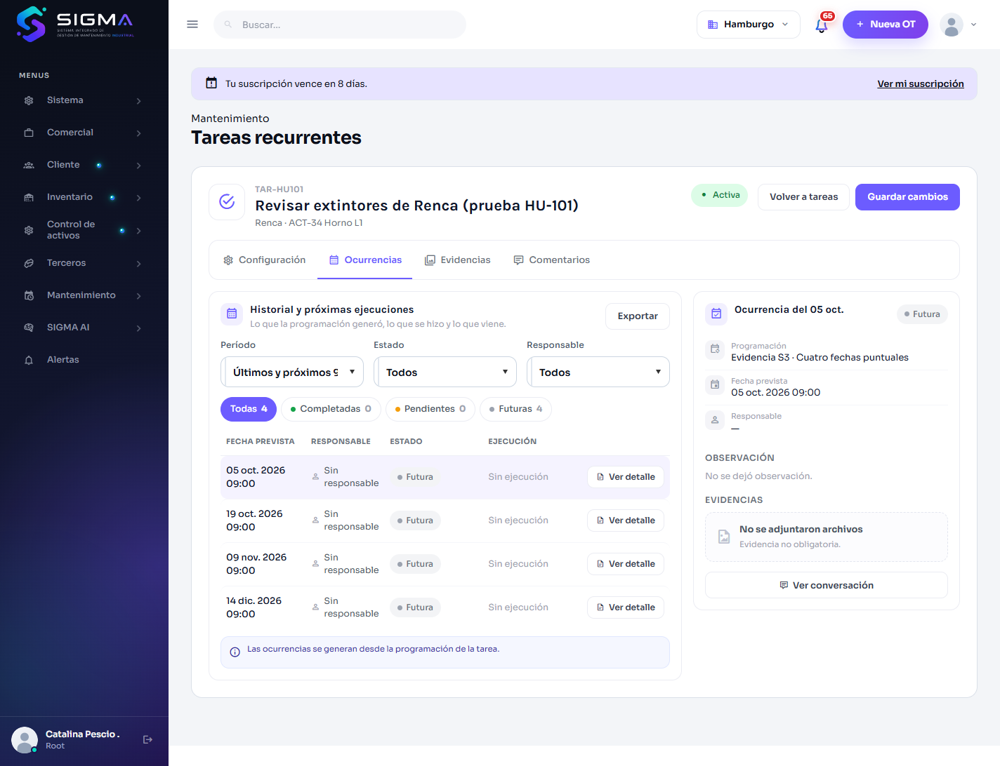 SIGMA
SISTEMA INTEGRADO DE
GESTIÓN DE MANTENIMIENTO INDUSTRIAL
Buscar...
Hamburgo
65
+ Nueva OT
MENUS
Sistema
Comercial
Cliente
Inventario
Control de
activos
Terceros
Mantenimiento
SIGMA AI
Alertas
Catalina Pescio .
Root
Tu suscripción vence en 8 días.
Ver mi suscripción
Mantenimiento
Tareas recurrentes
TAR-HU101
Revisar extintores de Renca (prueba HU-101)
Renca · ACT-34 Horno L1
Activa
Volver a tareas
Guardar cambios
Configuración
Ocurrencias
Evidencias
Comentarios
Historial y próximas ejecuciones
Lo que la programación generó, lo que se hizo y lo que viene.
Exportar
Período
Estado
Responsable
Últimos y próximos 9
Todos
Todos
Todas 4
Completadas 0
Pendientes 0
Futuras 4
FECHA PREVISTA
RESPONSABLE
ESTADO
EJECUCIÓN
05 oct. 2026
09:00
Sin
responsable
Futura
Sin ejecución
Ver detalle
19 oct. 2026
09:00
Sin
responsable
Futura
Sin ejecución
Ver detalle
09 nov. 2026
09:00
Sin
responsable
Futura
Sin ejecución
Ver detalle
14 dic. 2026
09:00
Sin
responsable
Futura
Sin ejecución
Ver detalle
Las ocurrencias se generan desde la programación de la tarea.
Ocurrencia del 05 oct.
Futura
Programación
Evidencia S3 · Cuatro fechas puntuales
Fecha prevista
05 oct. 2026 09:00
Responsable
—
OBSERVACIÓN
No se dejó observación.
EVIDENCIAS
No se adjuntaron archivos
Evidencia no obligatoria.
Ver conversación